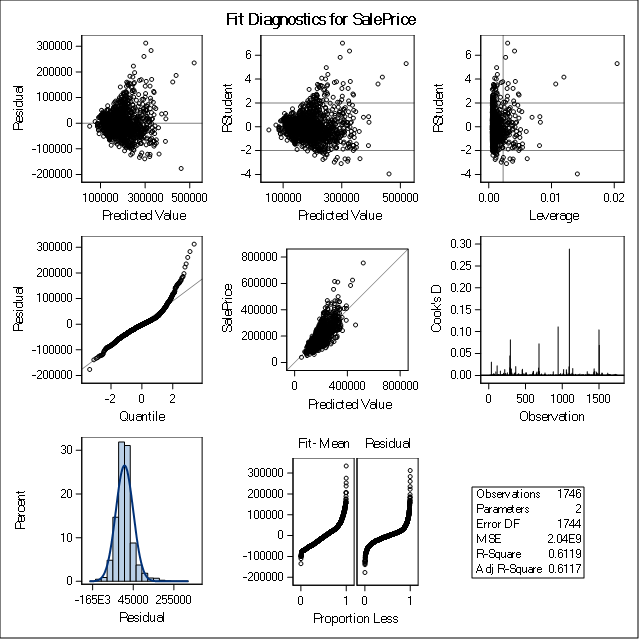 Fit Diagnostics for SalePrice
300000
200000
100000
0
-100000
-200000
Residual
100000 300000 500000
Predicted Value
6
4
2
0
-2
-4
RStudent
100000 300000 500000
Predicted Value
6
4
2
0
-2
-4
RStudent
0.00 0.01 0.02
Leverage
300000
200000
100000
0
-100000
-200000
Residual
-2 0 2
Quantile
800000
600000
400000
200000
0
SalePrice
0 400000 800000
Predicted Value
0.30
0.20
0.15
0.10
0.05
0.00
Cook's D
0 500 1000 1500
Observation
30
20
10
0
Percent
-165E3 45000 255000
Residual
Fit-Mean Residual
300000
200000
100000
0
-100000
-200000
0 1 0 1
Proportion Less
Observations 1746
Parameters 2
Error DF 1744
MSE 2.04E9
R-Square 0.6119
Adj R-Square 0.6117